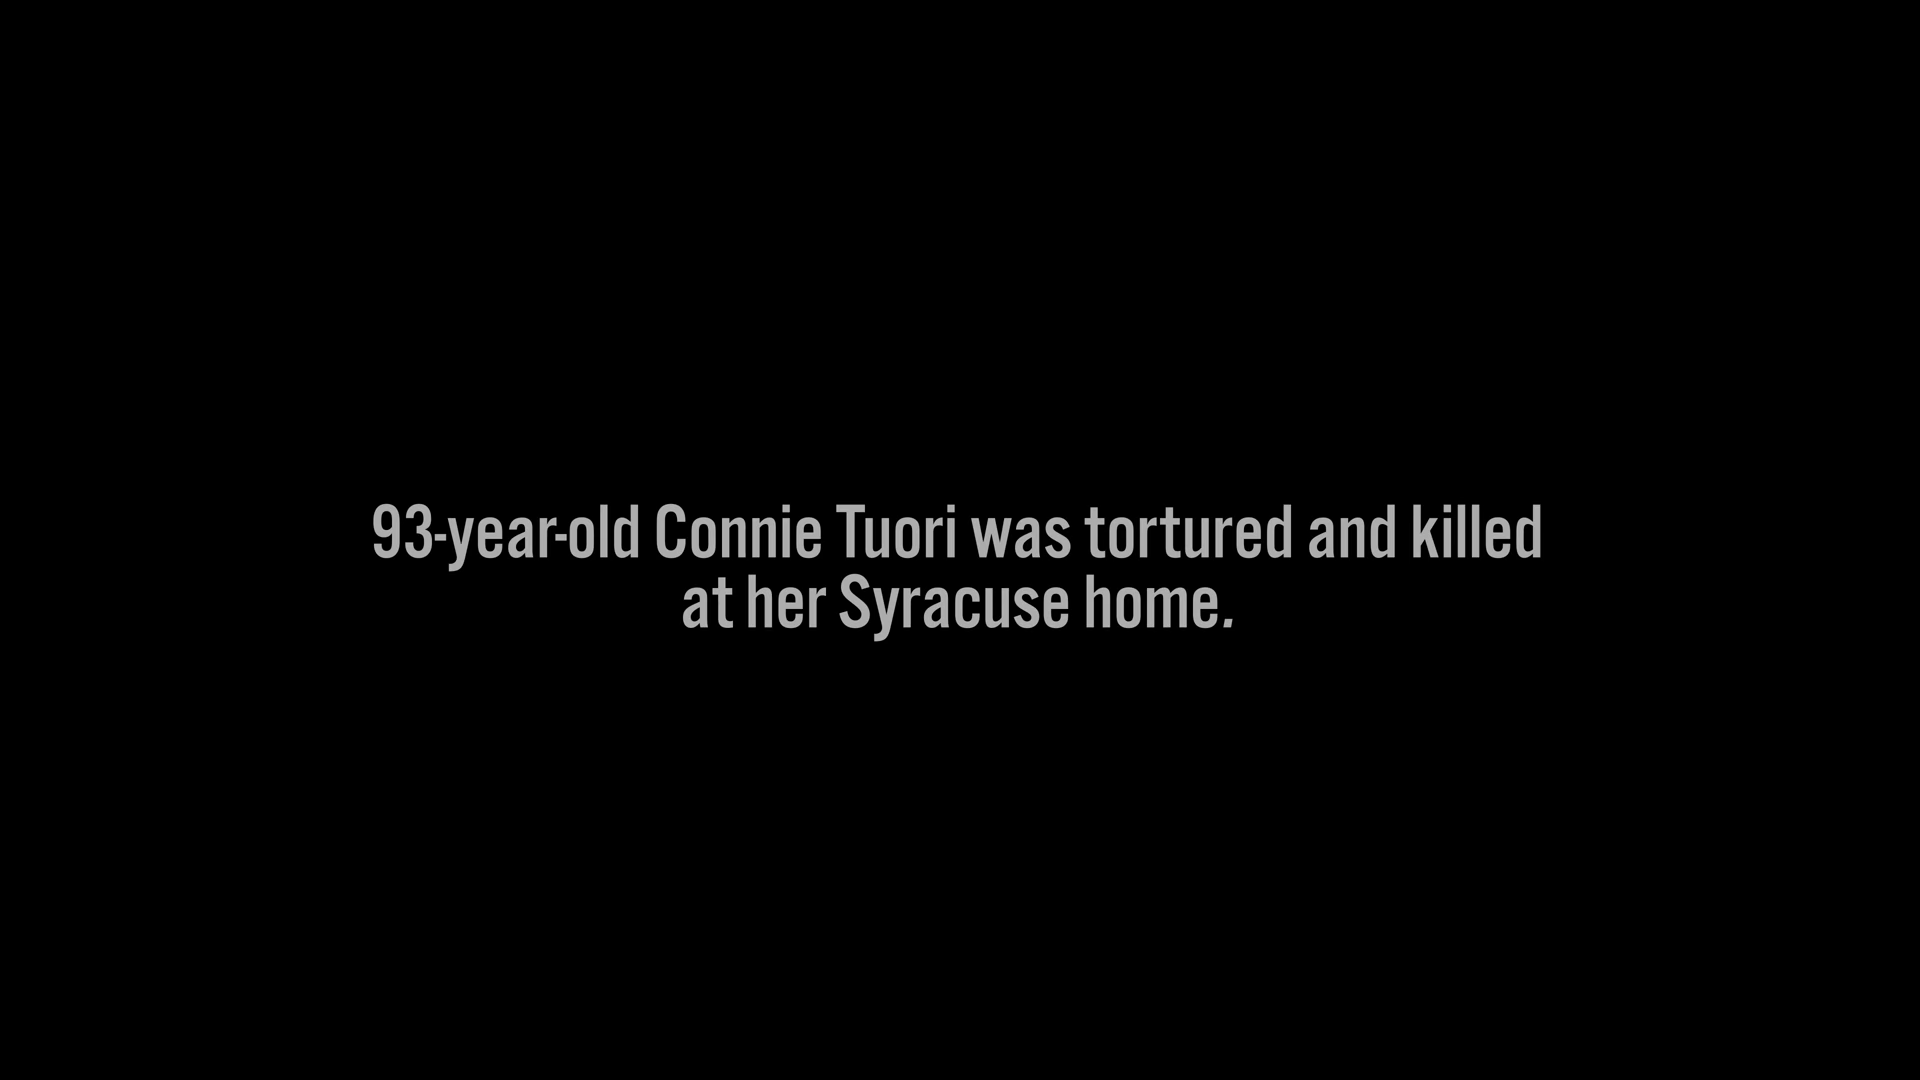 93-year-old Connie Tuori was tortured and killed
at her Syracuse home.